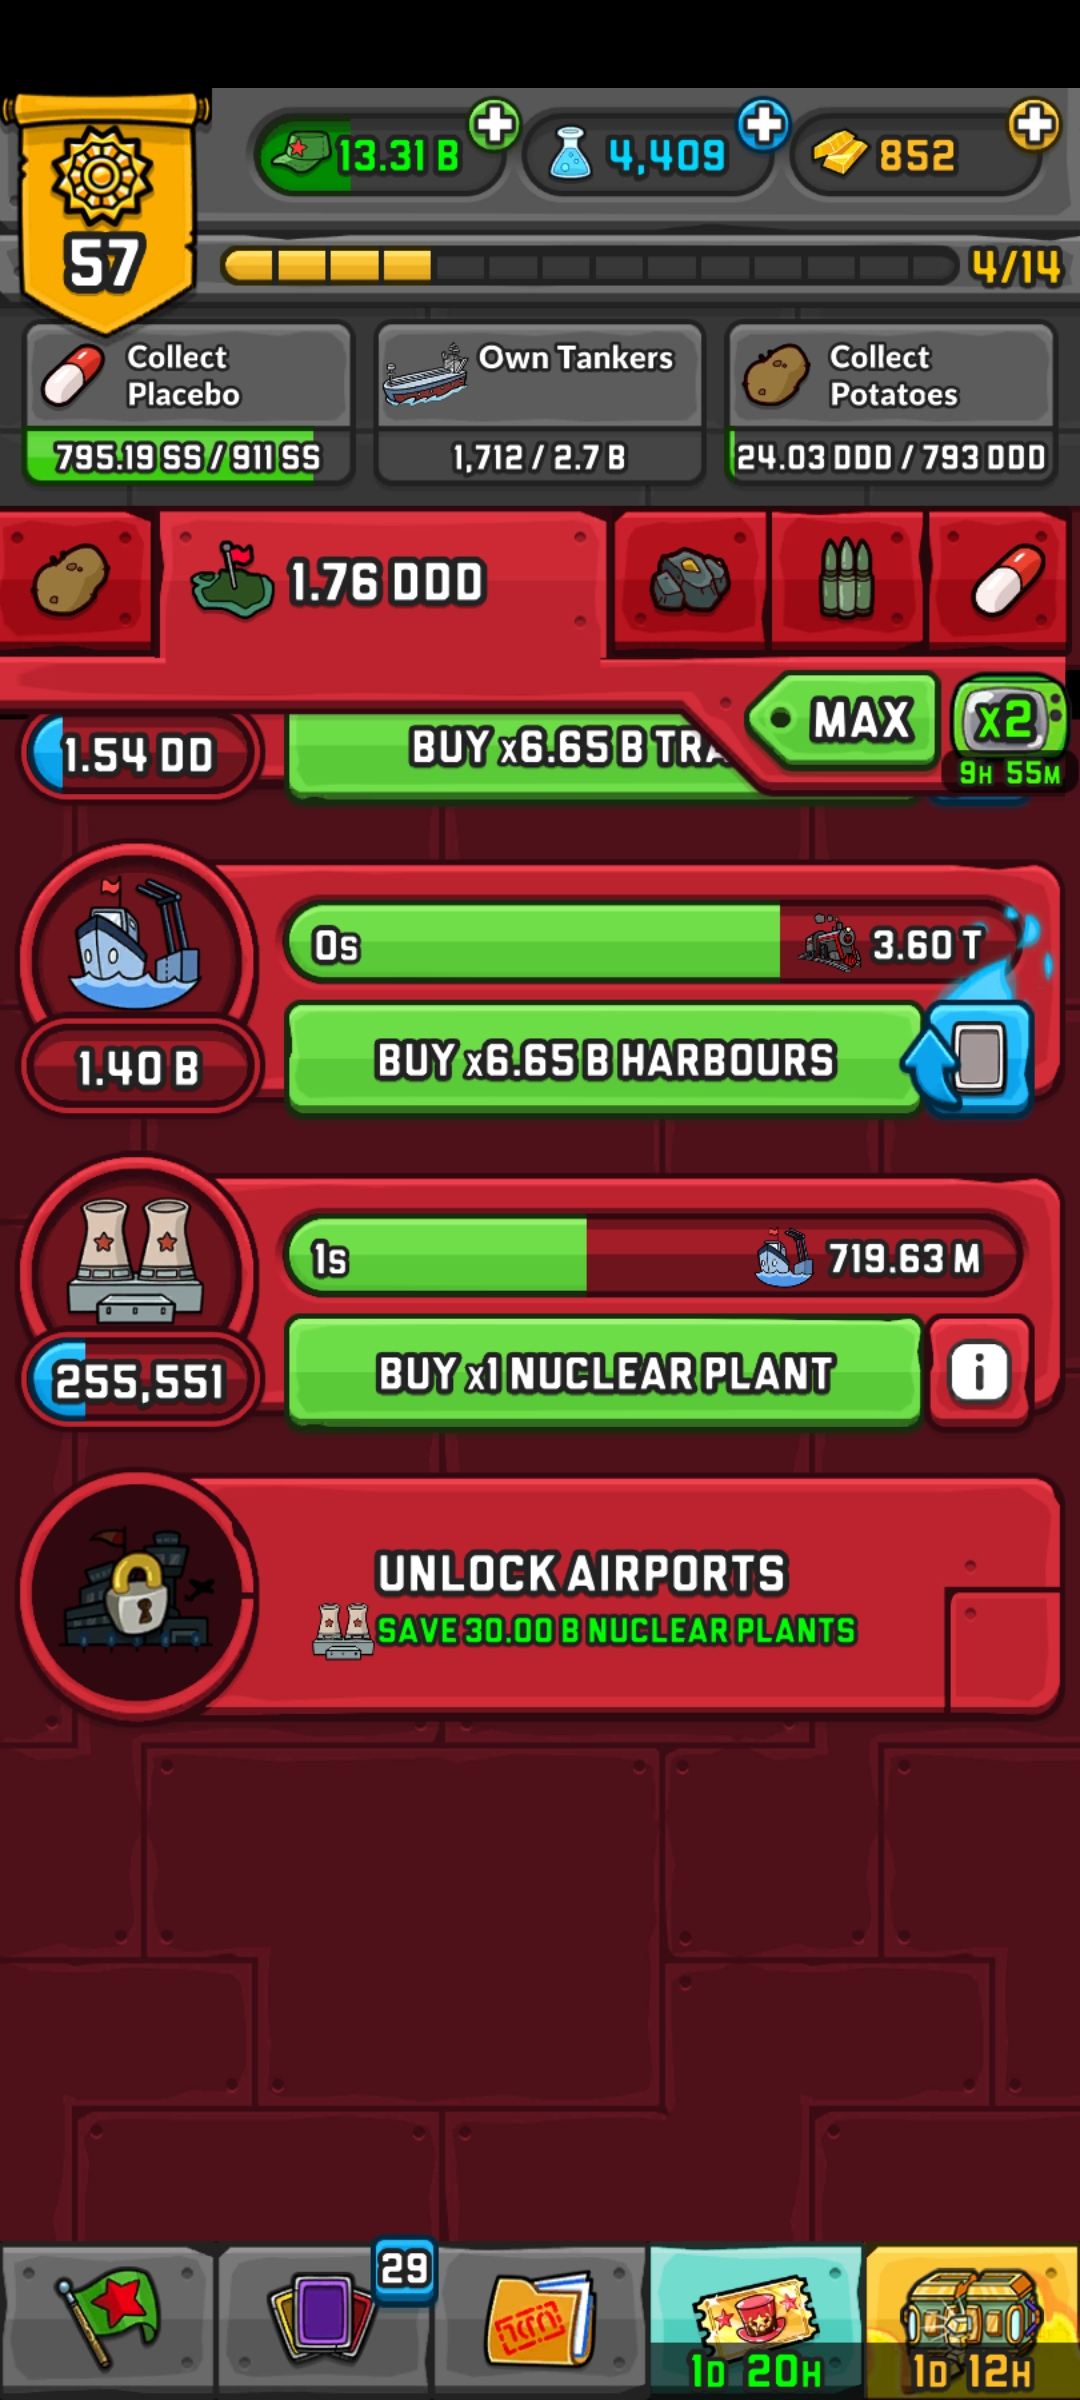 13.31 B
4,409
852
57
4/14
Collect
Placebo
795.19 SS / 911 SS
Own Tankers
1,712 / 2.7 B
Collect
Potatoes
24.03 DDD / 793 DDD
1.76 DDD
MAX
x2
9H 55M
1.54 DD
BUY x6.65 B TRA
0s
3.60 T
1.40 B
BUY x6.65 B HARBOURS
1s
719.63 M
255,551
BUY x1 NUCLEAR PLANT
i
UNLOCK AIRPORTS
SAVE 30.00 B NUCLEAR PLANTS
29
1D 20H
1D 12H